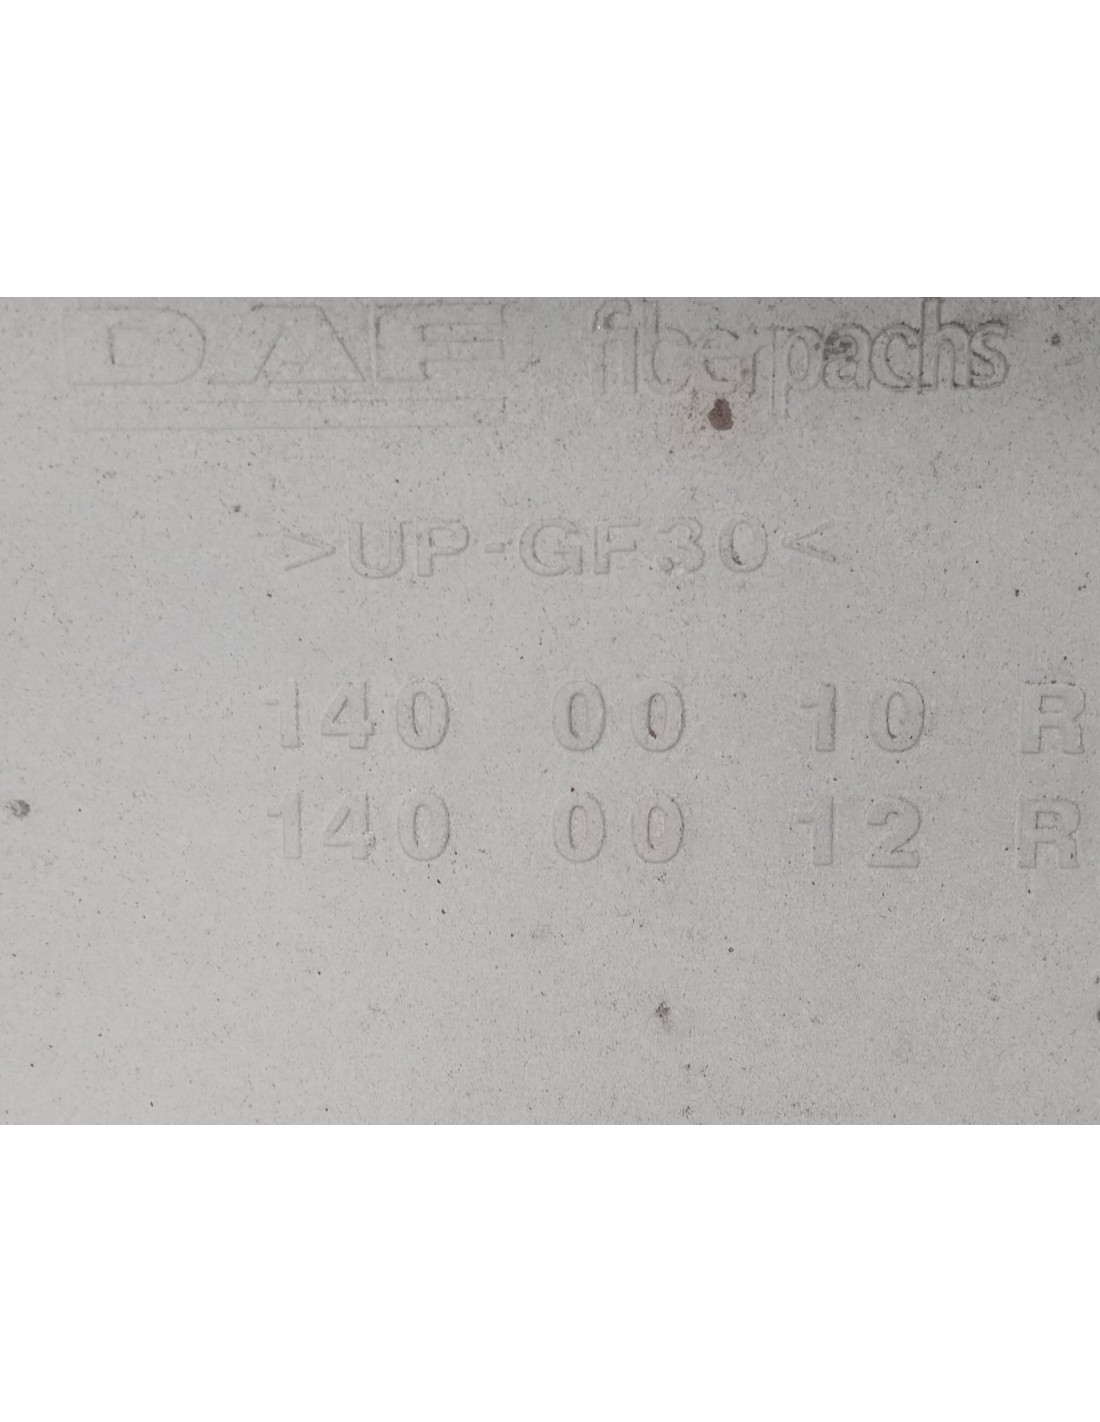 DAF fiberpachs
>UP-GF30<
140 00 10 R
140 00 12 R